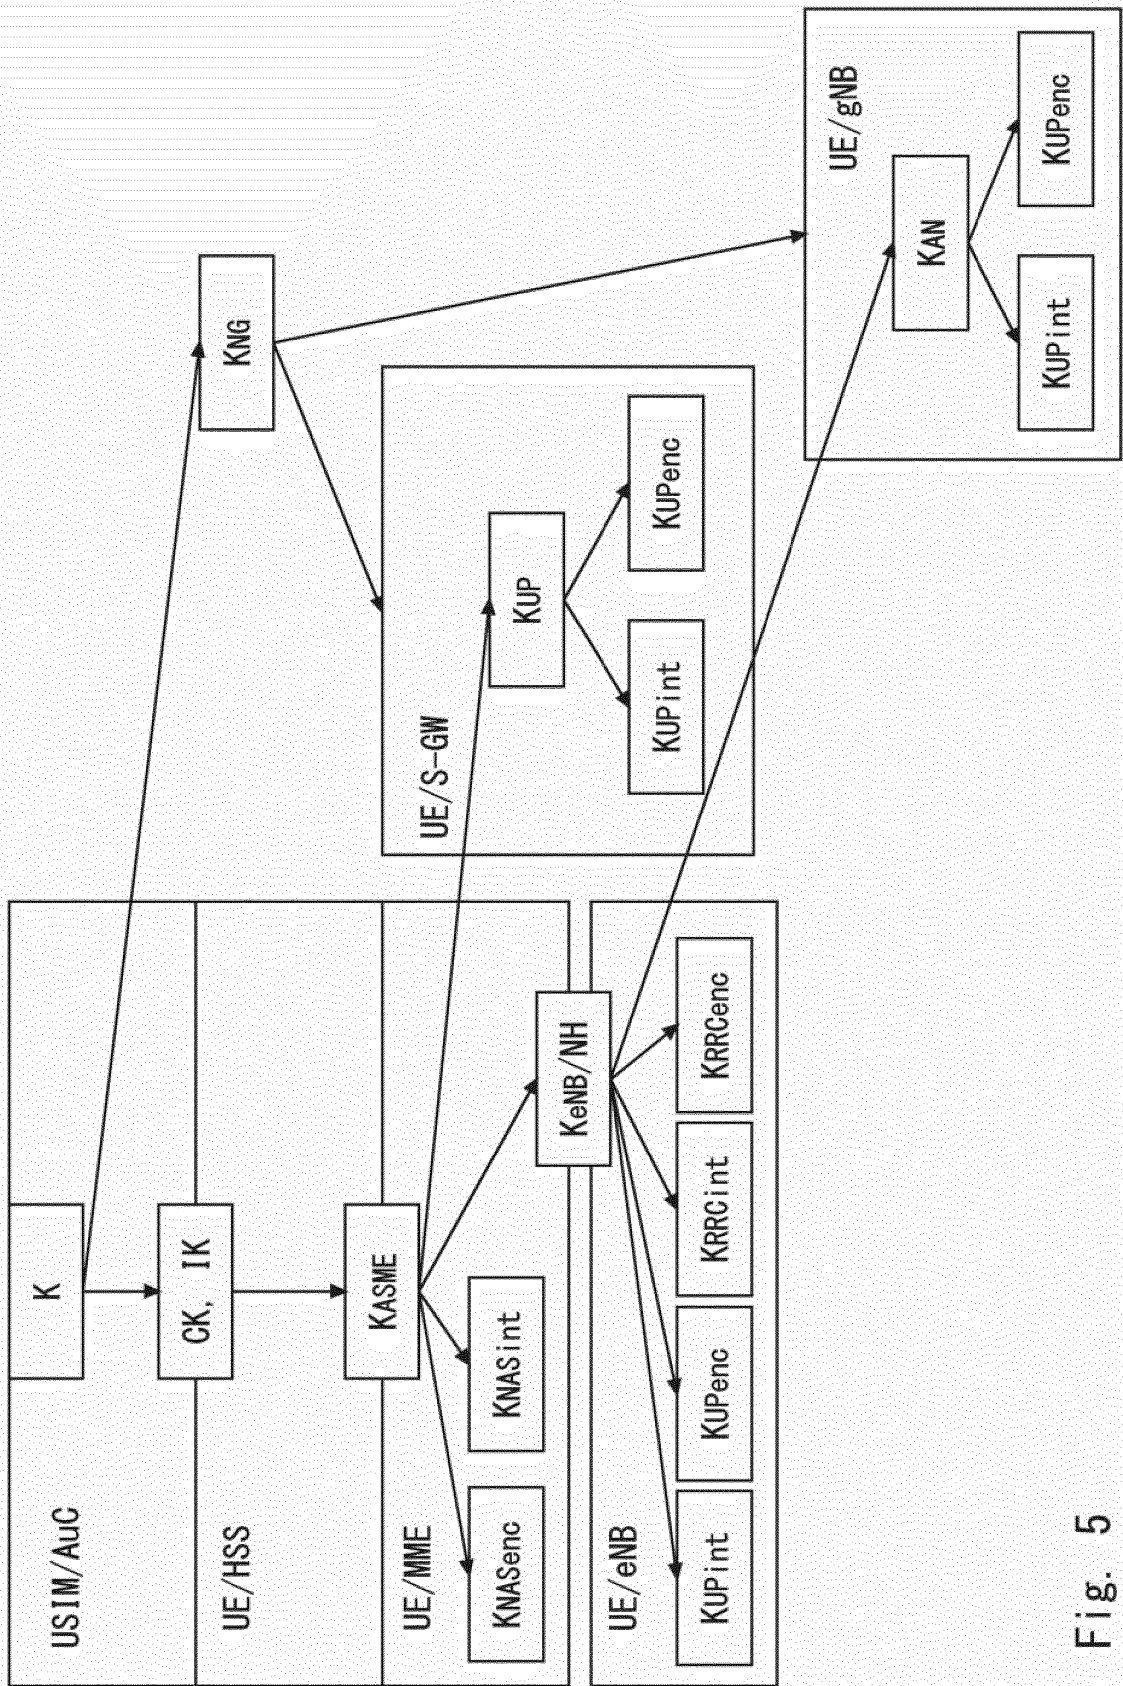 USIM/AuC
K
UE/HSS
CK, IK
KNG
UE/MME
KASME
KNASenc
KNASint
UE/S-GW
KUP
KUPint
KUPenc
KeNB/NH
UE/eNB
KUPint
KUPenc
KRRCint
KRRCenc
UE/gNB
KAN
KUPint
KUPenc
Fig. 5